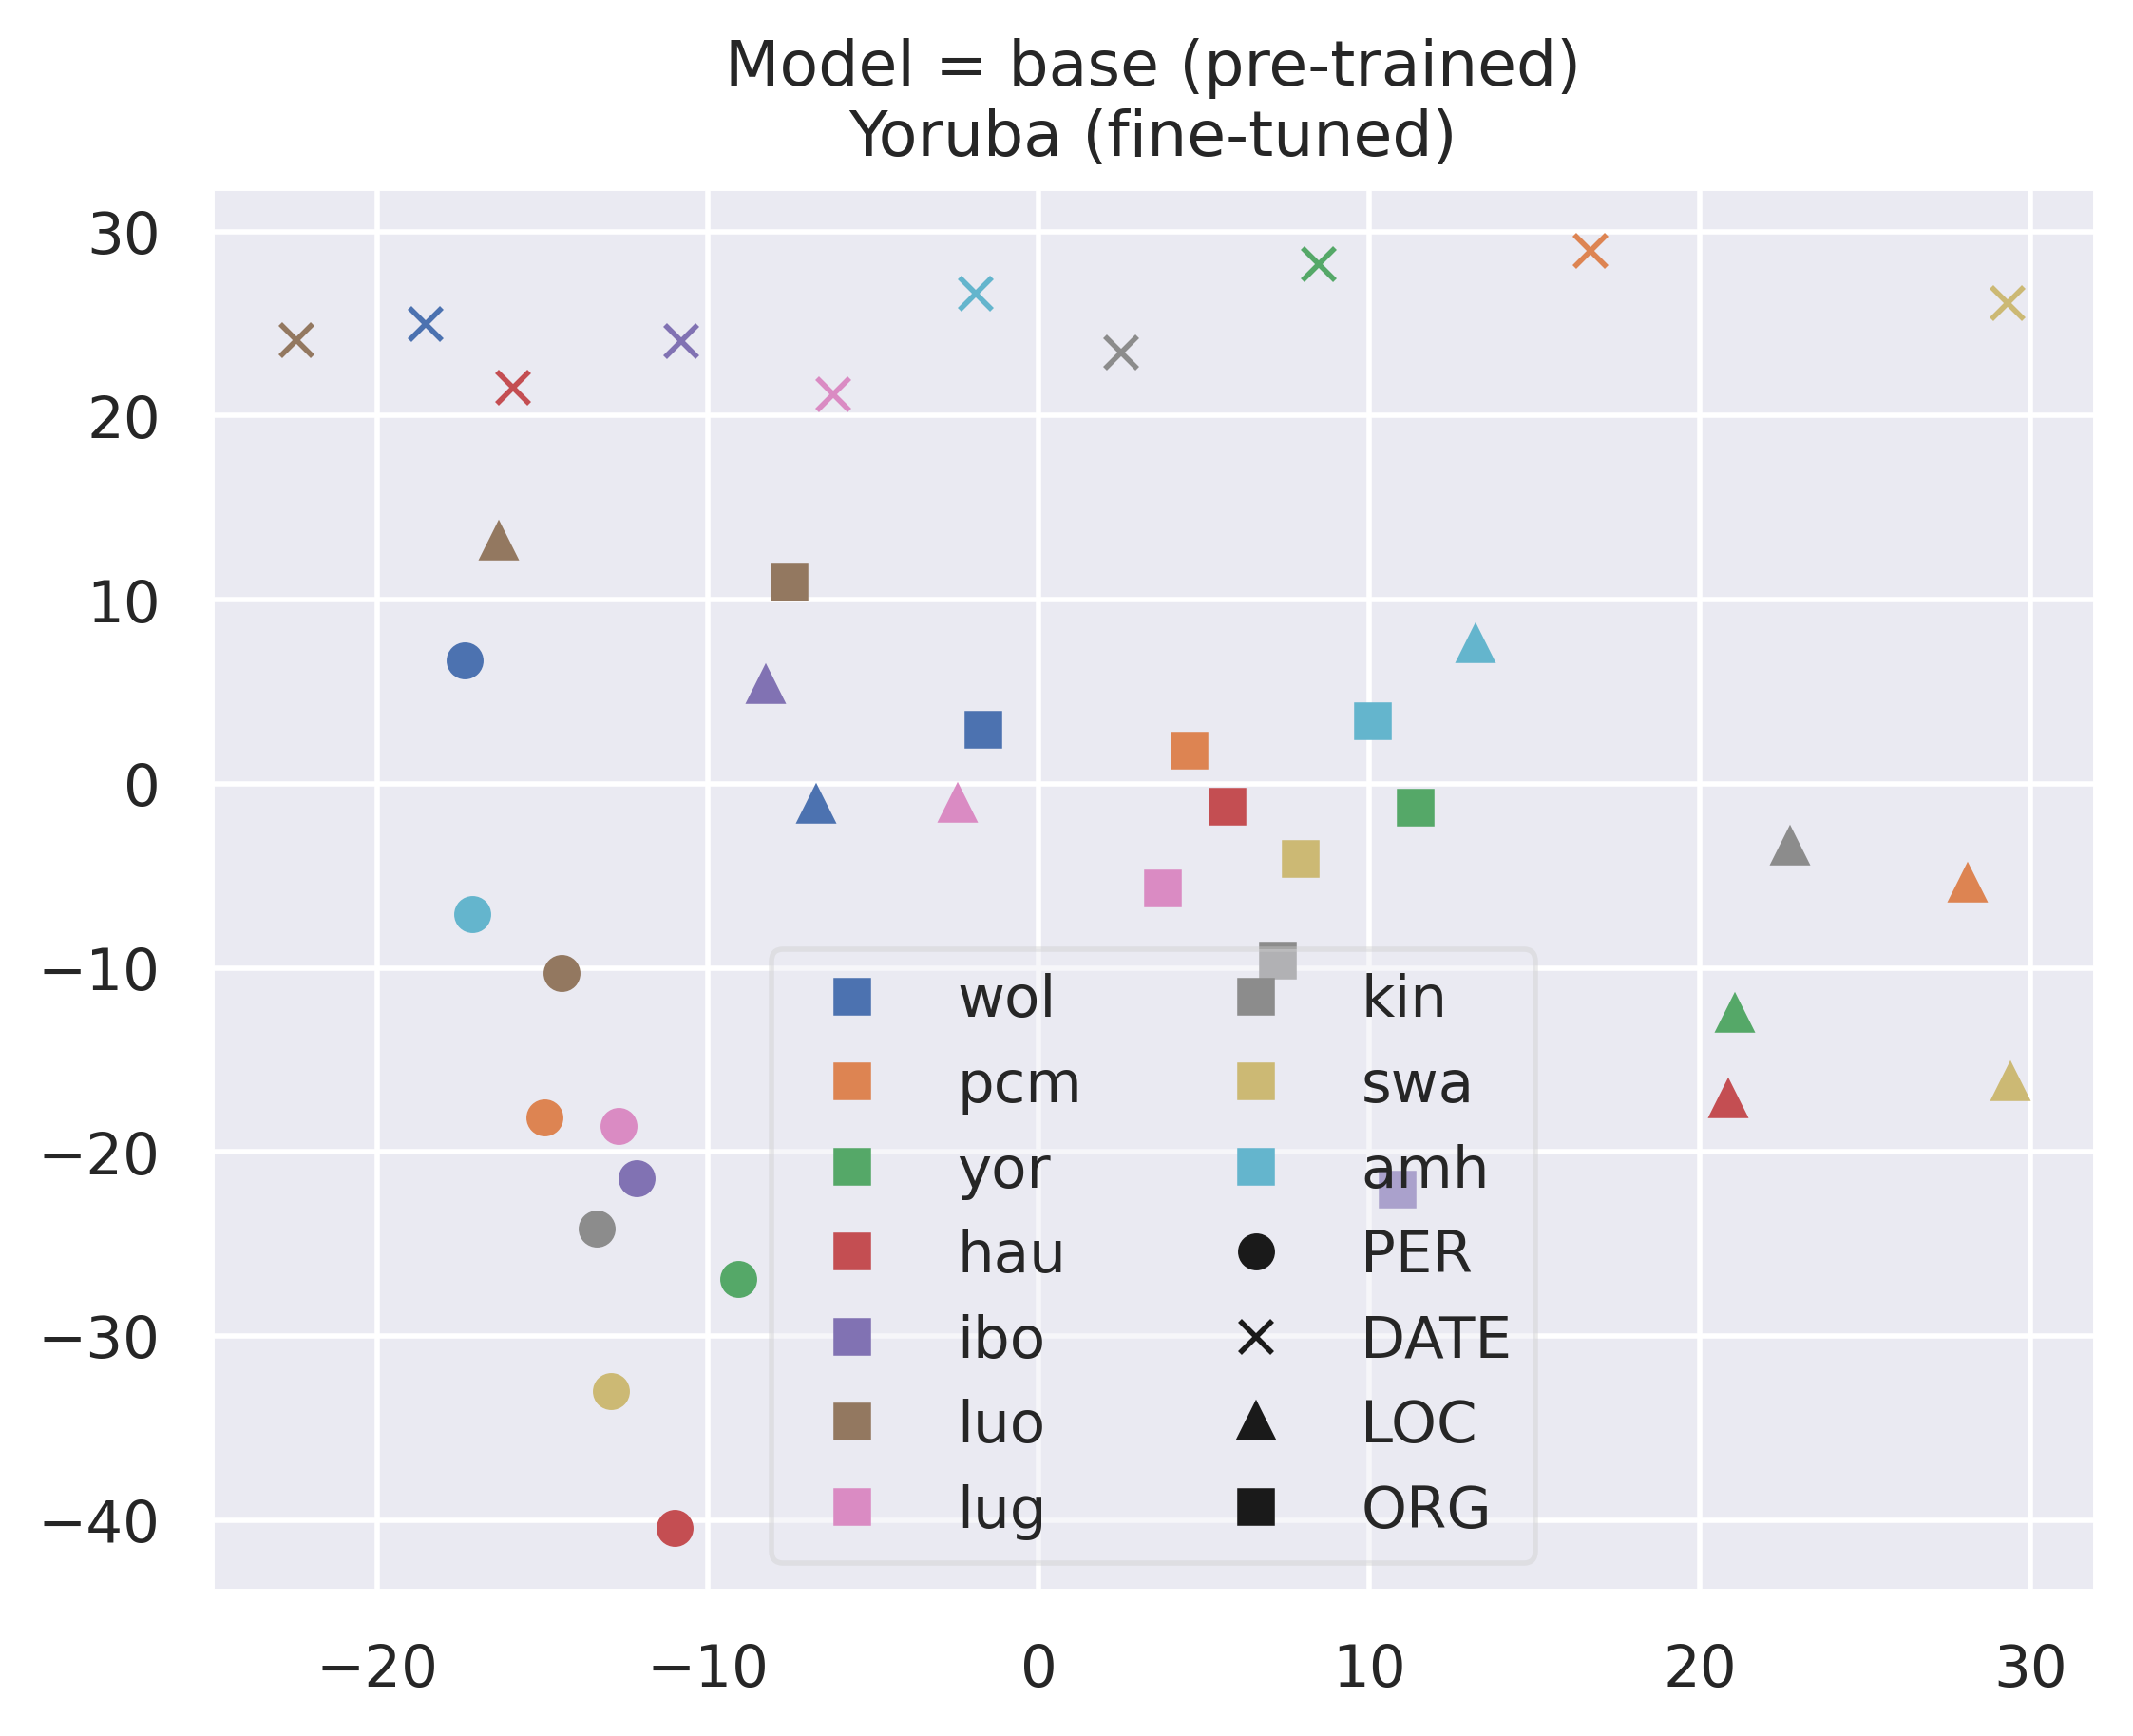 Model = base (pre-trained)
Yoruba (fine-tuned)
30
20
10
0
−10
−20
−30
−40
wol
pcm
yor
hau
ibo
luo
lug
kin
swa
amh
PER
DATE
LOC
ORG
−20
−10
0
10
20
30